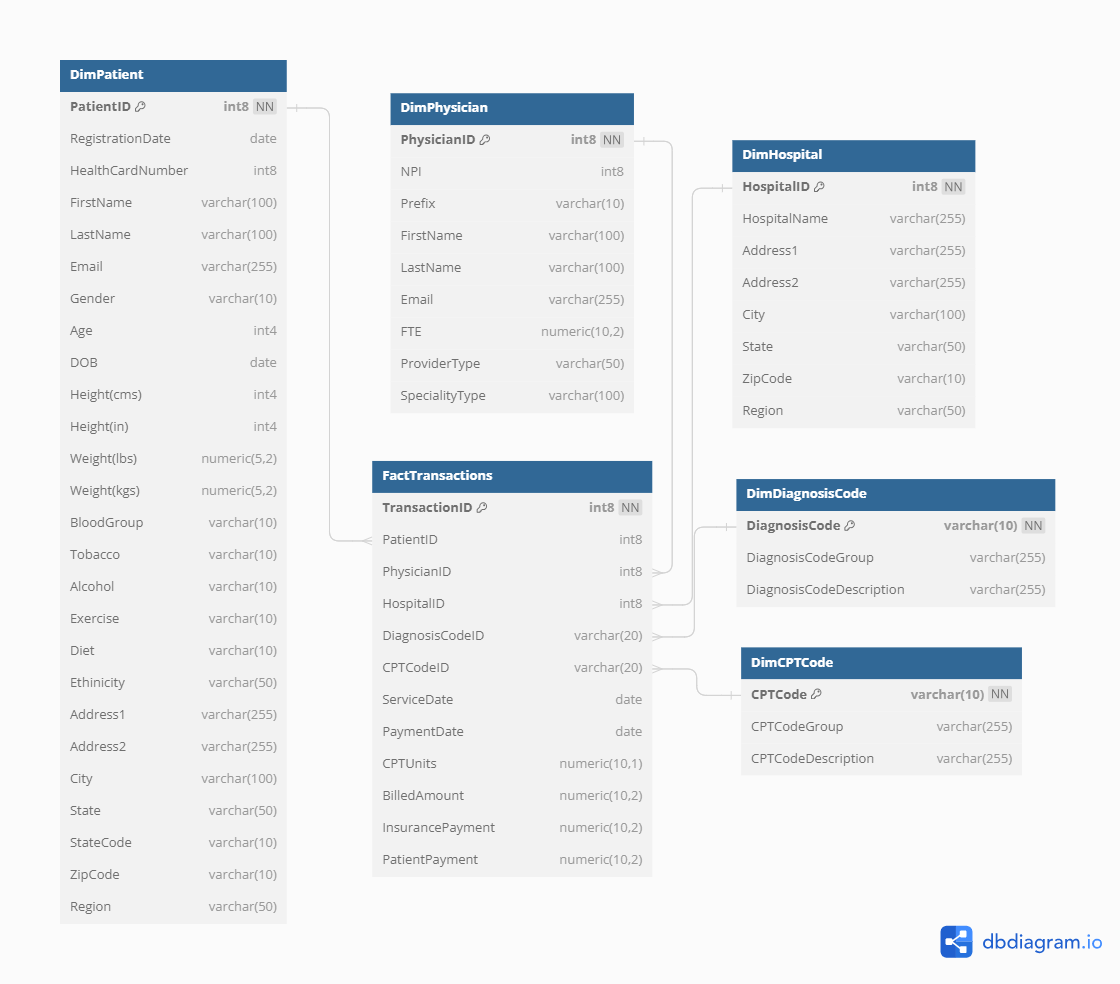 DimPatient
PatientID int8 NN
RegistrationDate date
HealthCardNumber int8
FirstName varchar(100)
LastName varchar(100)
Email varchar(255)
Gender varchar(10)
Age int4
DOB date
Height(cms) int4
Height(in) int4
Weight(lbs) numeric(5,2)
Weight(kgs) numeric(5,2)
BloodGroup varchar(10)
Tobacco varchar(10)
Alcohol varchar(10)
Exercise varchar(10)
Diet varchar(10)
Ethinicity varchar(50)
Address1 varchar(255)
Address2 varchar(255)
City varchar(100)
State varchar(50)
StateCode varchar(10)
ZipCode varchar(10)
Region varchar(50)
DimPhysician
PhysicianID int8 NN
NPI int8
Prefix varchar(10)
FirstName varchar(100)
LastName varchar(100)
Email varchar(255)
FTE numeric(10,2)
ProviderType varchar(50)
SpecialityType varchar(100)
DimHospital
HospitalID int8 NN
HospitalName varchar(255)
Address1 varchar(255)
Address2 varchar(255)
City varchar(100)
State varchar(50)
ZipCode varchar(10)
Region varchar(50)
FactTransactions
TransactionID int8 NN
PatientID int8
PhysicianID int8
HospitalID int8
DiagnosisCodeID varchar(20)
CPTCodeID varchar(20)
ServiceDate date
PaymentDate date
CPTUnits numeric(10,1)
BilledAmount numeric(10,2)
InsurancePayment numeric(10,2)
PatientPayment numeric(10,2)
DimDiagnosisCode
DiagnosisCode varchar(10) NN
DiagnosisCodeGroup varchar(255)
DiagnosisCodeDescription varchar(255)
DimCPTCode
CPTCode varchar(10) NN
CPTCodeGroup varchar(255)
CPTCodeDescription varchar(255)
dbdiagram.io